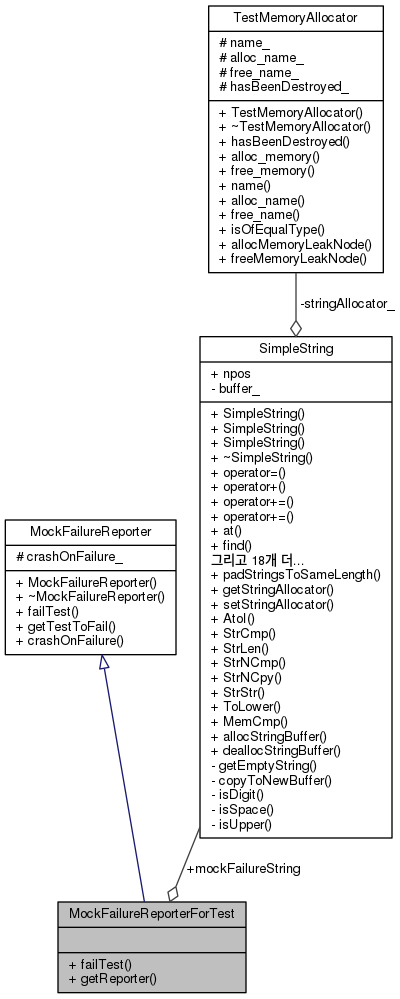 TestMemoryAllocator
# name_
# alloc_name_
# free_name_
# hasBeenDestroyed_
+ TestMemoryAllocator()
+ ~TestMemoryAllocator()
+ hasBeenDestroyed()
+ alloc_memory()
+ free_memory()
+ name()
+ alloc_name()
+ free_name()
+ isOfEqualType()
+ allocMemoryLeakNode()
+ freeMemoryLeakNode()
-stringAllocator_
SimpleString
+ npos
- buffer_
+ SimpleString()
+ SimpleString()
+ SimpleString()
+ ~SimpleString()
+ operator=()
+ operator+()
+ operator+=()
+ operator+=()
+ at()
+ find()
그리고 18개 더...
+ padStringsToSameLength()
+ getStringAllocator()
+ setStringAllocator()
+ AtoI()
+ StrCmp()
+ StrLen()
+ StrNCmp()
+ StrNCpy()
+ StrStr()
+ ToLower()
+ MemCmp()
+ allocStringBuffer()
+ deallocStringBuffer()
- getEmptyString()
- copyToNewBuffer()
- isDigit()
- isSpace()
- isUpper()
MockFailureReporter
# crashOnFailure_
+ MockFailureReporter()
+ ~MockFailureReporter()
+ failTest()
+ getTestToFail()
+ crashOnFailure()
+mockFailureString
MockFailureReporterForTest
+ failTest()
+ getReporter()